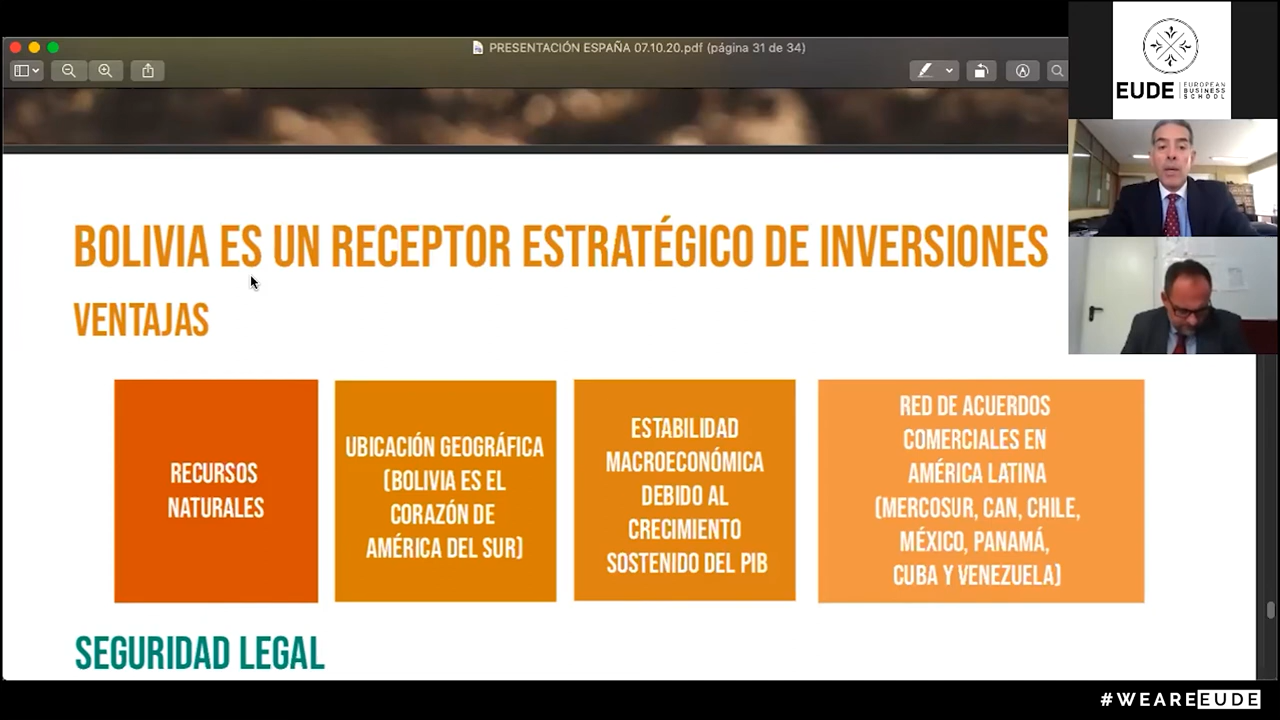 PRESENTACIÓN ESPAÑA 07.10.20.pdf (página 31 de 34)
EUDE
EUROPEAN
BUSINESS
SCHOOL
BOLIVIA ES UN RECEPTOR ESTRATÉGICO DE INVERSIONES
VENTAJAS
RECURSOS
NATURALES
UBICACIÓN GEOGRÁFICA
(BOLIVIA ES EL
CORAZÓN DE
AMÉRICA DEL SUR)
ESTABILIDAD
MACROECONÓMICA
DEBIDO AL
CRECIMIENTO
SOSTENIDO DEL PIB
RED DE ACUERDOS
COMERCIALES EN
AMÉRICA LATINA
(MERCOSUR, CAN, CHILE,
MÉXICO, PANAMÁ,
CUBA Y VENEZUELA)
SEGURIDAD LEGAL
#WEAREEUDE